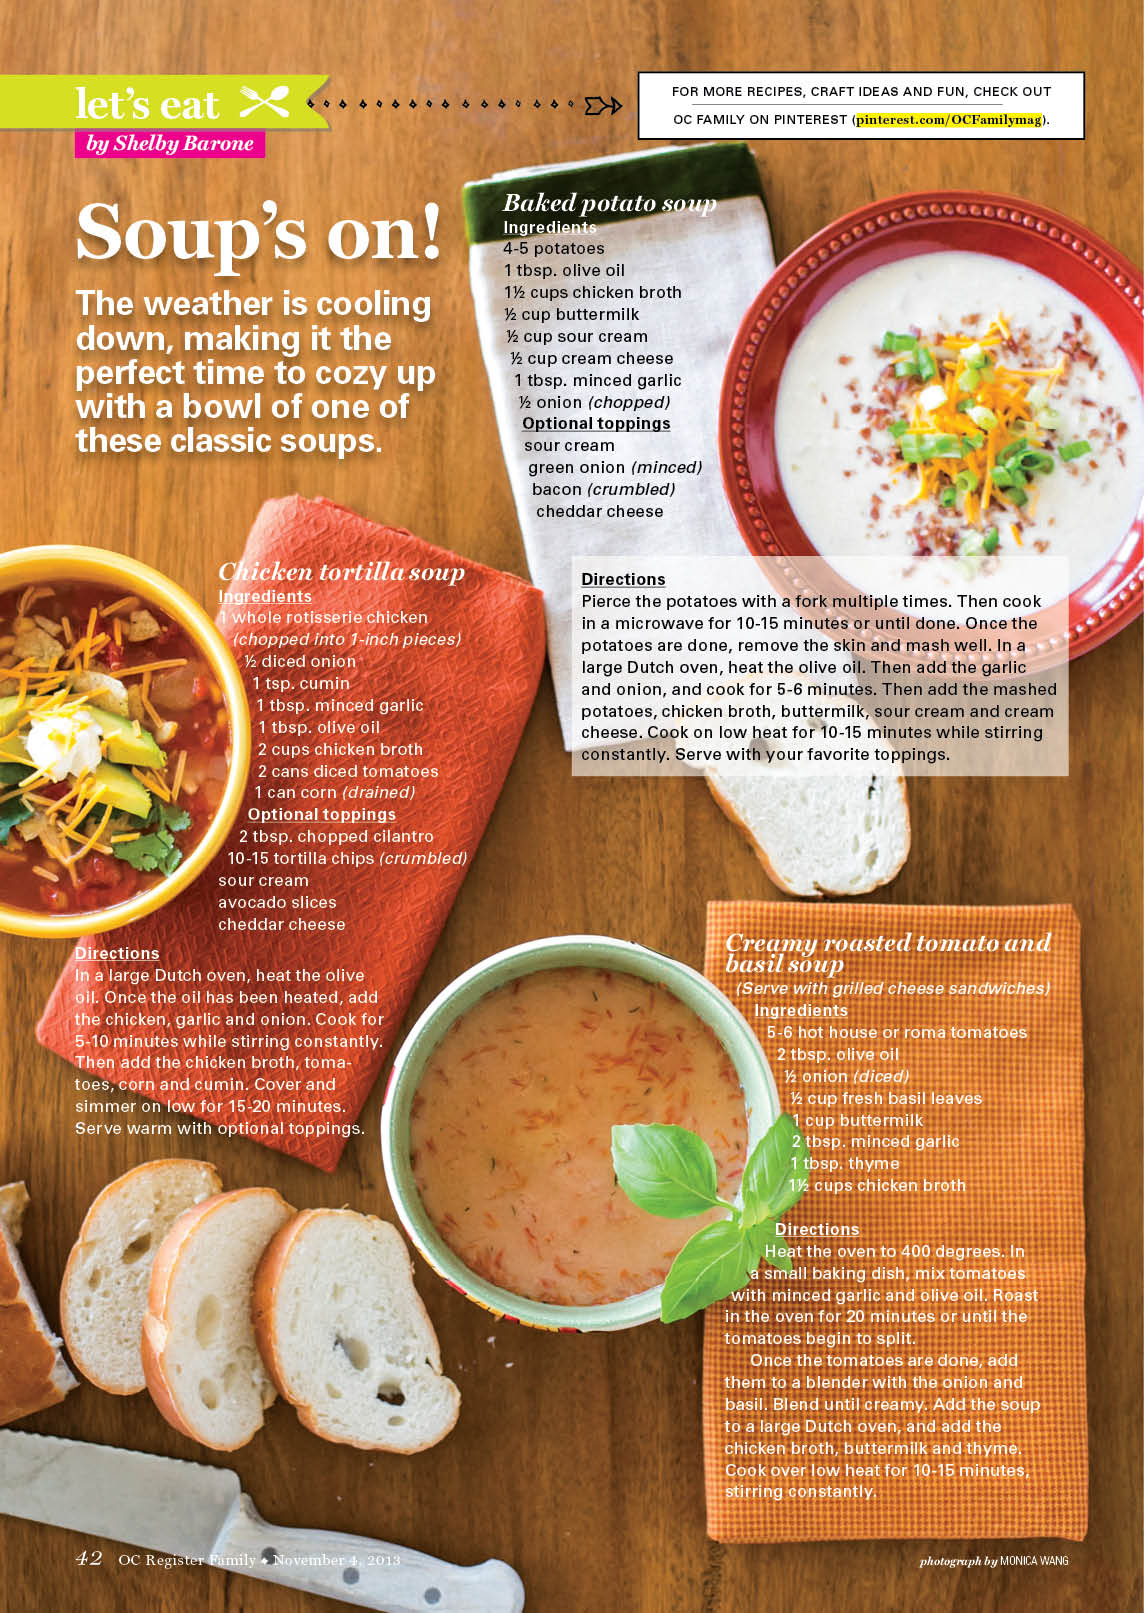 let's eat
by Shelby Barone
FOR MORE RECIPES, CRAFT IDEAS AND FUN, CHECK OUT
OC FAMILY ON PINTEREST (pinterest.com/OCFamilymag).
Soup's on!
The weather is cooling
down, making it the
perfect time to cozy up
with a bowl of one of
these classic soups.
Baked potato soup
Ingredients
4-5 potatoes
1 tbsp. olive oil
1½ cups chicken broth
½ cup buttermilk
½ cup sour cream
½ cup cream cheese
1 tbsp. minced garlic
½ onion (chopped)
Optional toppings
sour cream
green onion (minced)
bacon (crumbled)
cheddar cheese
Directions
Pierce the potatoes with a fork multiple times. Then cook
in a microwave for 10-15 minutes or until done. Once the
potatoes are done, remove the skin and mash well. In a
large Dutch oven, heat the olive oil. Then add the garlic
and onion, and cook for 5-6 minutes. Then add the mashed
potatoes, chicken broth, buttermilk, sour cream and cream
cheese. Cook on low heat for 10-15 minutes while stirring
constantly. Serve with your favorite toppings.
Chicken tortilla soup
Ingredients
1 whole rotisserie chicken
(chopped into 1-inch pieces)
½ diced onion
1 tsp. cumin
1 tbsp. minced garlic
1 tbsp. olive oil
2 cups chicken broth
2 cans diced tomatoes
1 can corn (drained)
Optional toppings
2 tbsp. chopped cilantro
10-15 tortilla chips (crumbled)
sour cream
avocado slices
cheddar cheese
Directions
In a large Dutch oven, heat the olive
oil. Once the oil has been heated, add
the chicken, garlic and onion. Cook for
5-10 minutes while stirring constantly.
Then add the chicken broth, toma-
toes, corn and cumin. Cover and
simmer on low for 15-20 minutes.
Serve warm with optional toppings.
Creamy roasted tomato and
basil soup
(Serve with grilled cheese sandwiches)
Ingredients
5-6 hot house or roma tomatoes
2 tbsp. olive oil
½ onion (diced)
½ cup fresh basil leaves
1 cup buttermilk
2 tbsp. minced garlic
1 tbsp. thyme
1½ cups chicken broth
Directions
Heat the oven to 400 degrees. In
a small baking dish, mix tomatoes
with minced garlic and olive oil. Roast
in the oven for 20 minutes or until the
tomatoes begin to split.
Once the tomatoes are done, add
them to a blender with the onion and
basil. Blend until creamy. Add the soup
to a large Dutch oven, and add the
chicken broth, buttermilk and thyme.
Cook over low heat for 10-15 minutes,
stirring constantly.
42 OC Register Family ♦ November 4, 2013
photograph by MONICA WANG